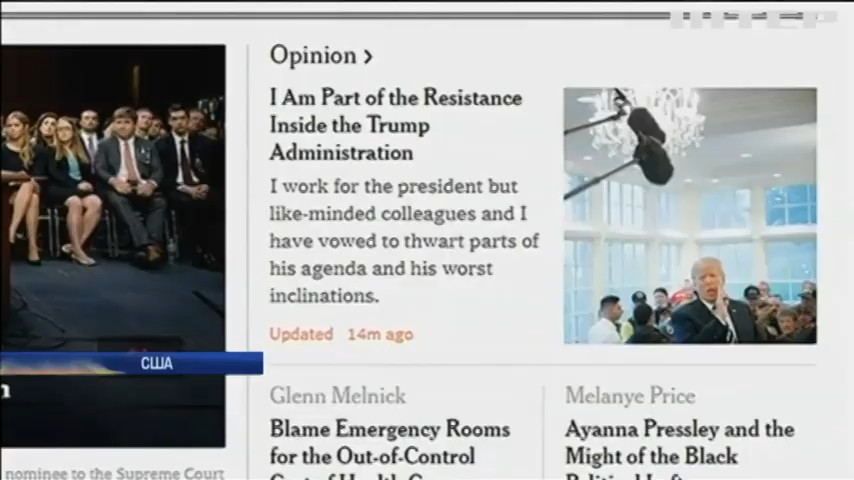 ІНТЕР
Opinion ›
I Am Part of the Resistance
Inside the Trump
Administration
I work for the president but
like-minded colleagues and I
have vowed to thwart parts of
his agenda and his worst
inclinations.
Updated 14m ago
США
nominee to the Supreme Court
Glenn Melnick
Blame Emergency Rooms
for the Out-of-Control
Melanye Price
Ayanna Pressley and the
Might of the Black